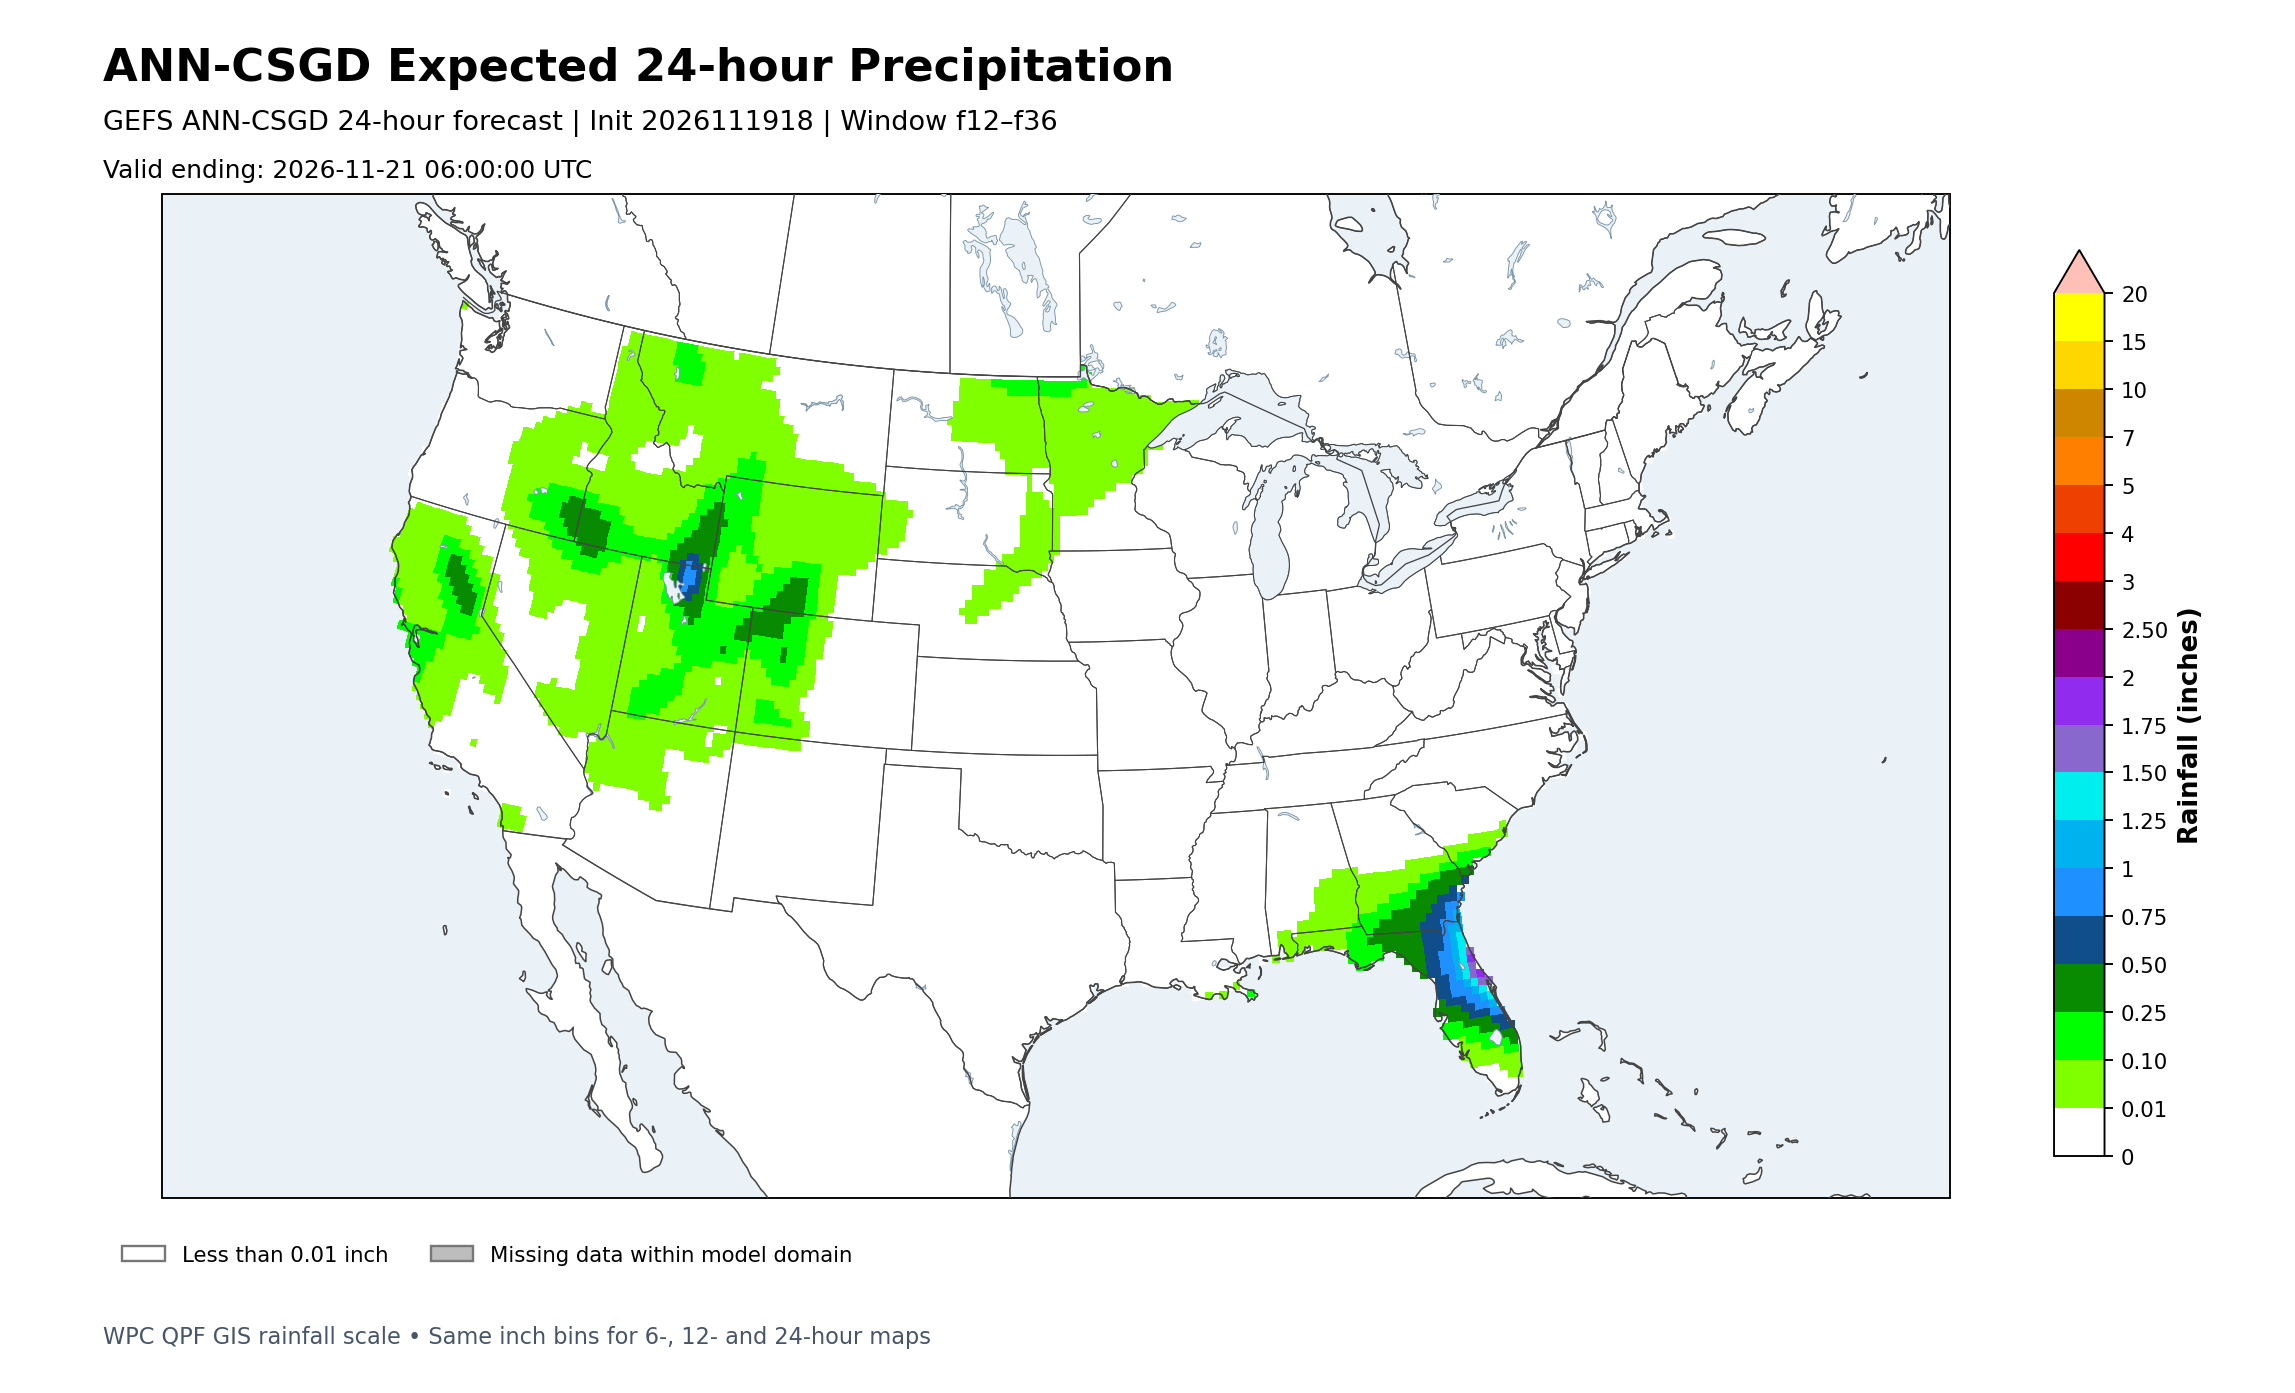 ANN-CSGD Expected 24-hour Precipitation
GEFS ANN-CSGD 24-hour forecast | Init 2026111918 | Window f12–f36
Valid ending: 2026-11-21 06:00:00 UTC
20
15
10
7
5
4
3
2.50
2
1.75
1.50
1.25
1
0.75
0.50
0.25
0.10
0.01
0
Rainfall (inches)
Less than 0.01 inch
Missing data within model domain
WPC QPF GIS rainfall scale • Same inch bins for 6-, 12- and 24-hour maps